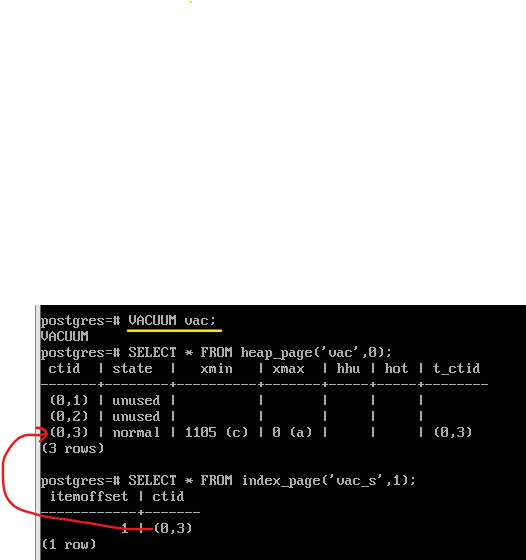 postgres=# VACUUM vac;
VACUUM
postgres=# SELECT * FROM heap_page('vac',0);
 ctid  | state  |   xmin   | xmax  | hhu | hot | t_ctid
-------+--------+----------+-------+-----+-----+--------
 (0,1) | unused |          |       |     |     |
 (0,2) | unused |          |       |     |     |
 (0,3) | normal | 1105 (c) | 0 (a) |     |     | (0,3)
(3 rows)
postgres=# SELECT * FROM index_page('vac_s',1);
 itemoffset | ctid
------------+-------
          1 | (0,3)
(1 row)